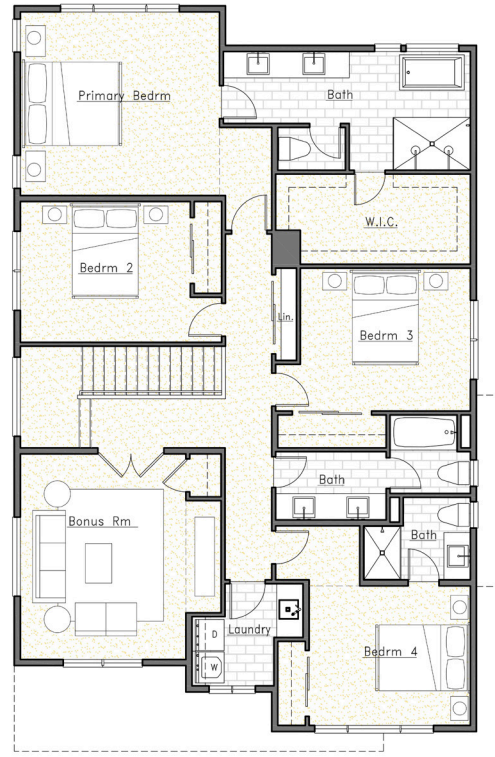 Primary Bedrm
Bath
W.I.C.
Bedrm 2
Lin.
Bedrm 3
Bath
Bonus Rm
Bath
Laundry
D
W
Bedrm 4